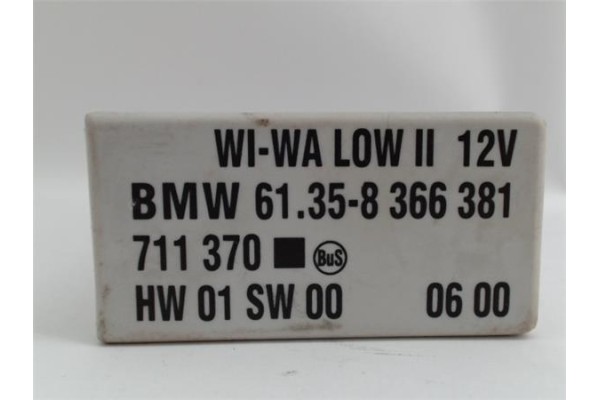 WI-WA LOW II 12V
BMW 61.35-8 366 381
711 370 ■ BuS
HW 01 SW 00 06 00